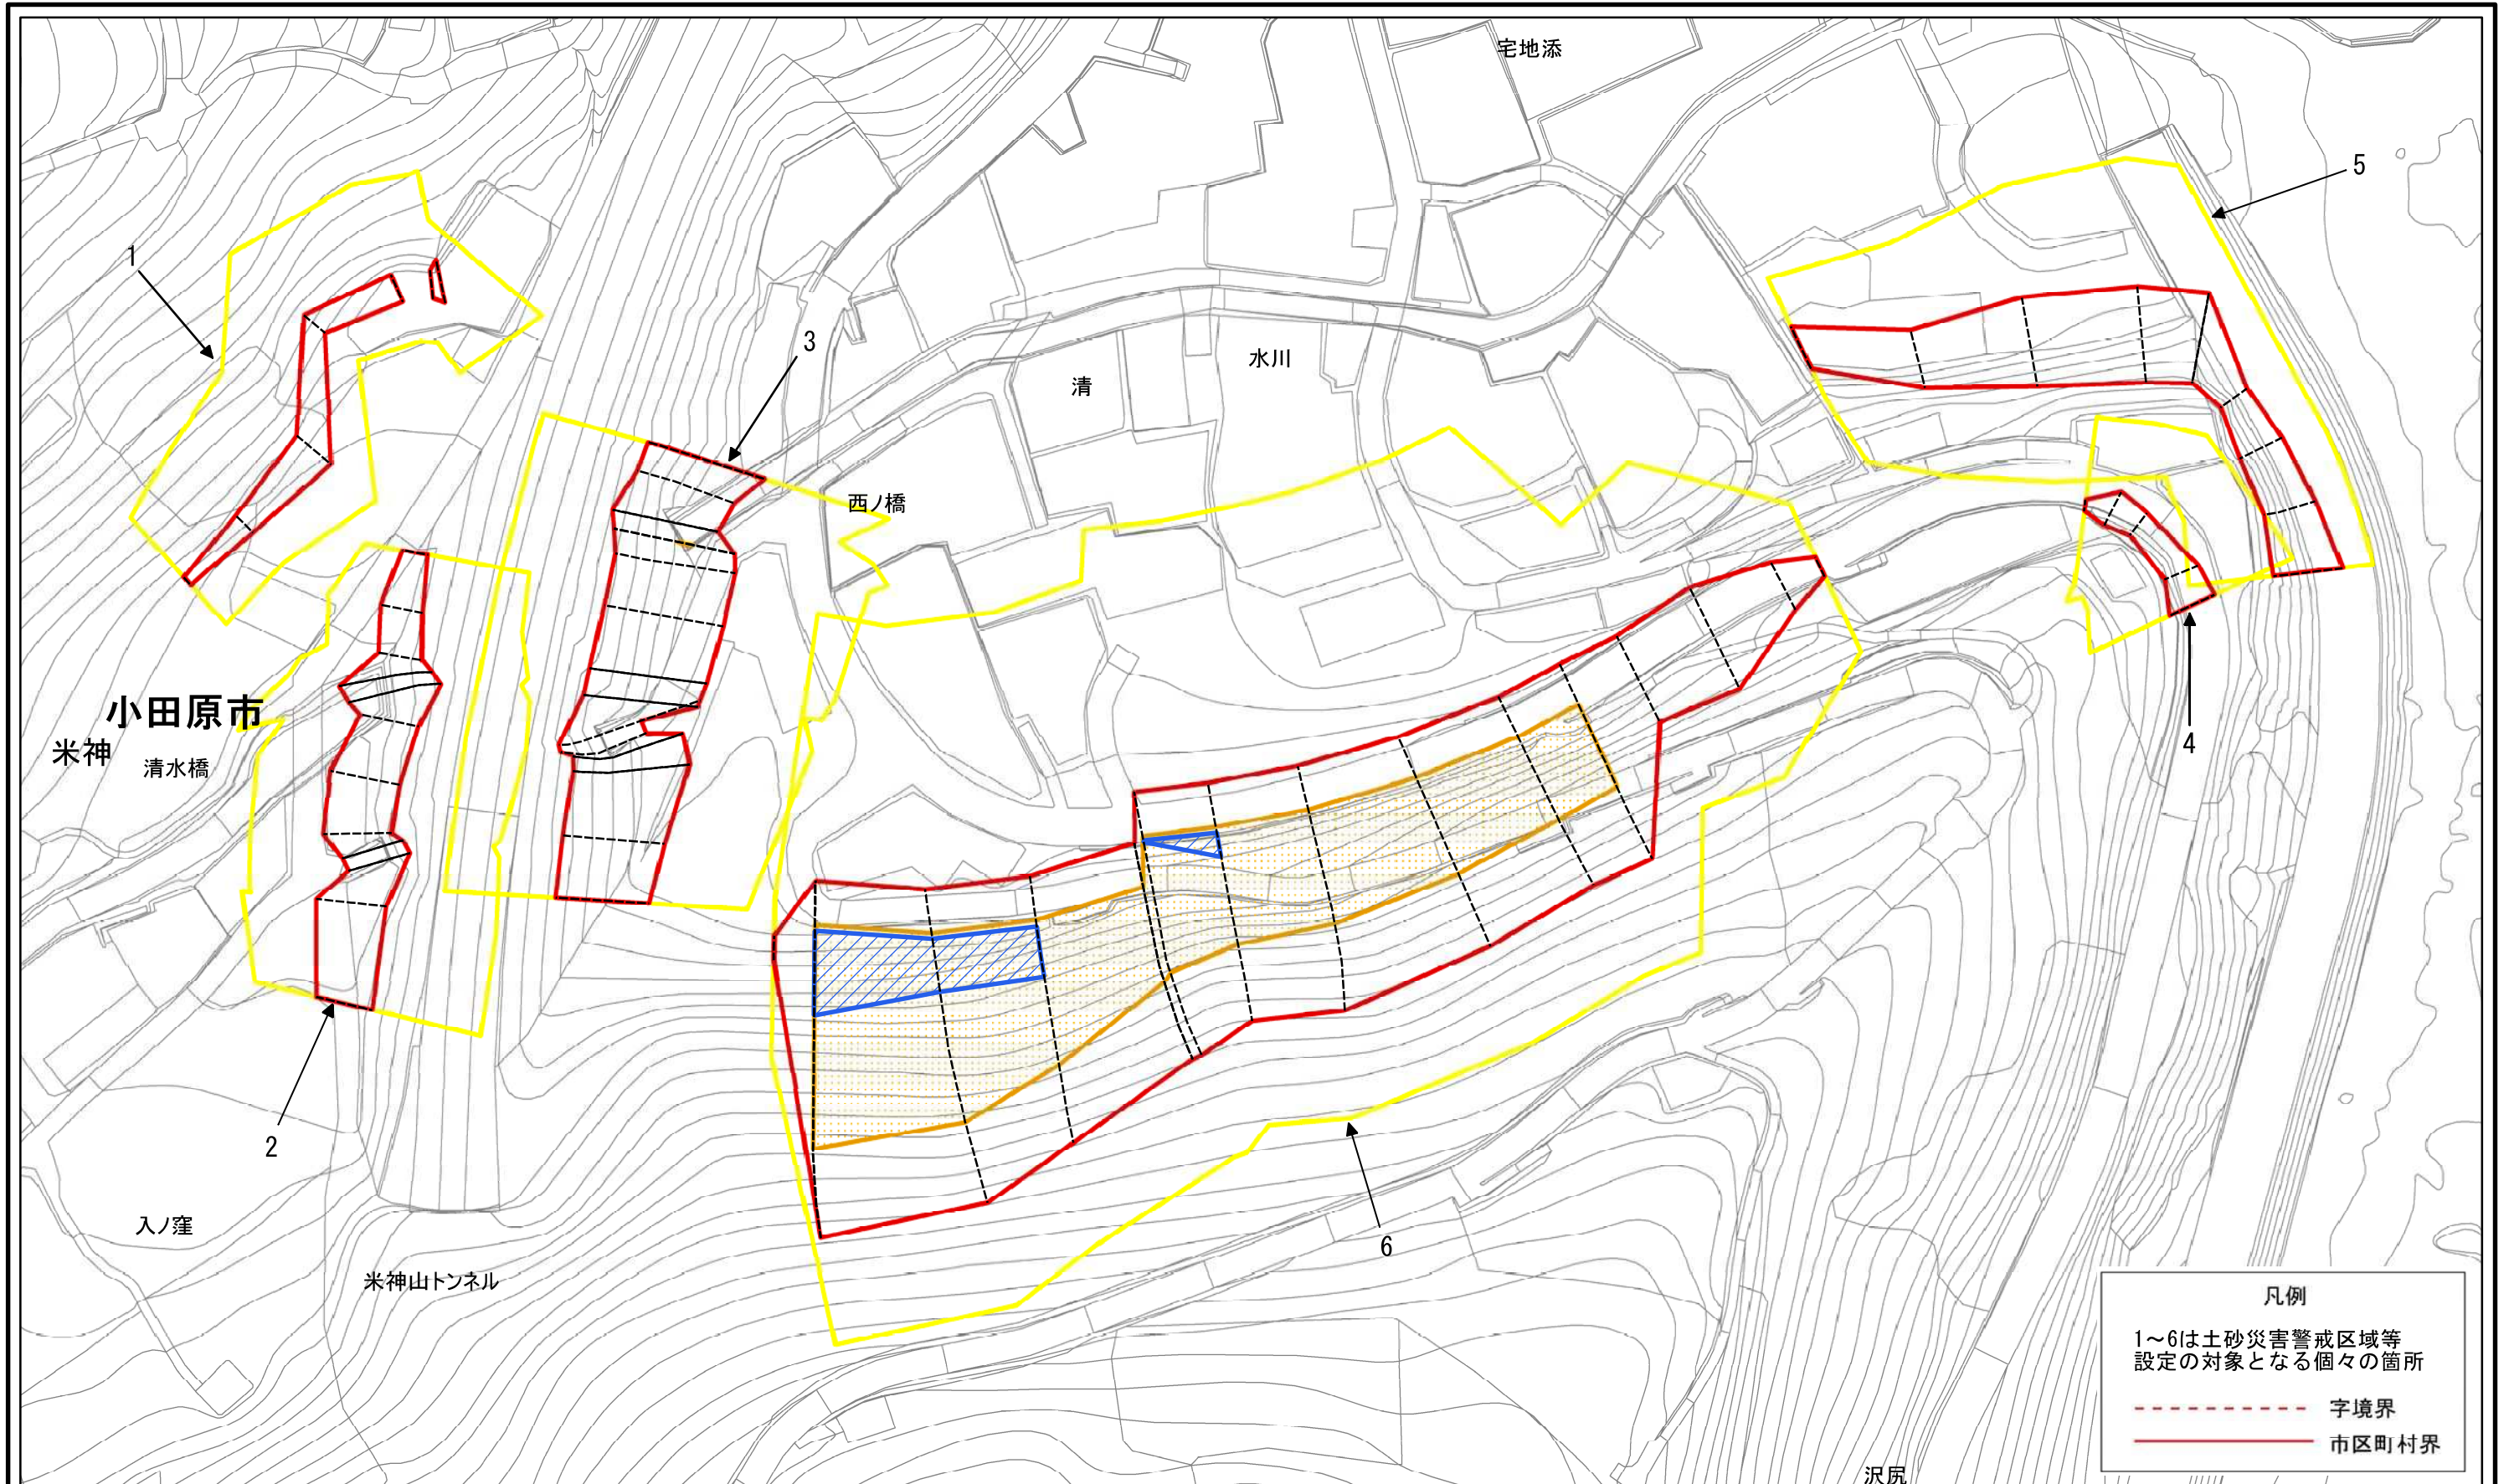 宅地添
5
1
3
水川
清
西ノ橋
小田原市
米神
清水橋
4
2
6
入ノ窪
米神山トンネル
凡例
1～6は土砂災害警戒区域等
設定の対象となる個々の箇所
字境界
市区町村界
沢尻